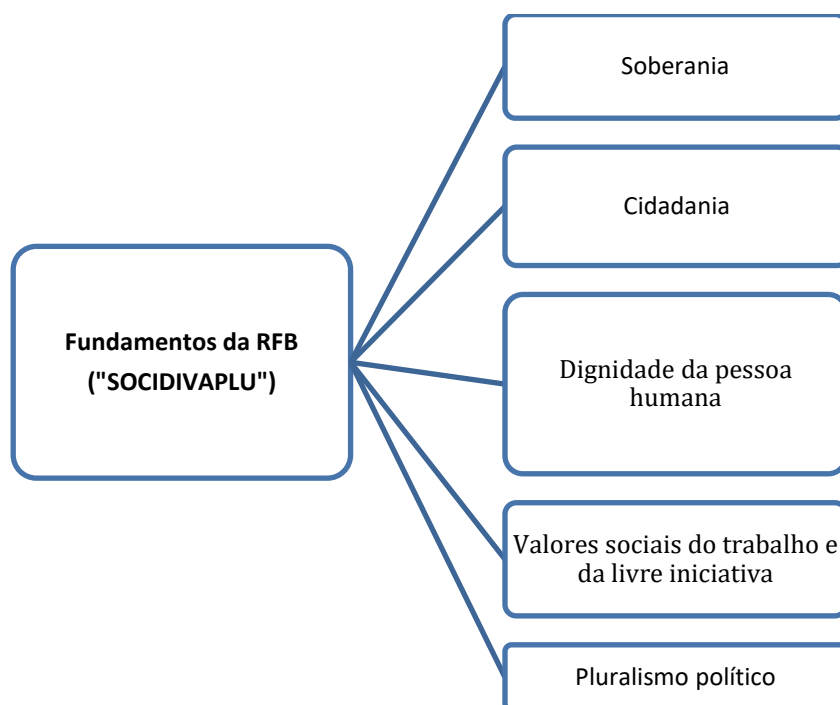 Fundamentos da RFB
("SOCIDIVAPLU")
Soberania
Cidadania
Dignidade da pessoa
humana
Valores sociais do trabalho e
da livre iniciativa
Pluralismo político